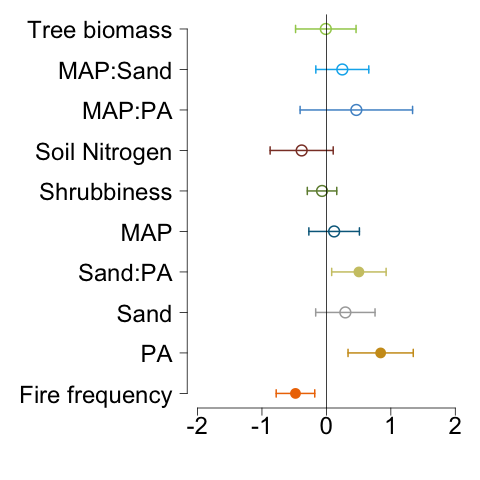 Tree biomass
MAP:Sand
MAP:PA
Soil Nitrogen
Shrubbiness
MAP
Sand:PA
Sand
PA
Fire frequency
-2 -1 0 1 2